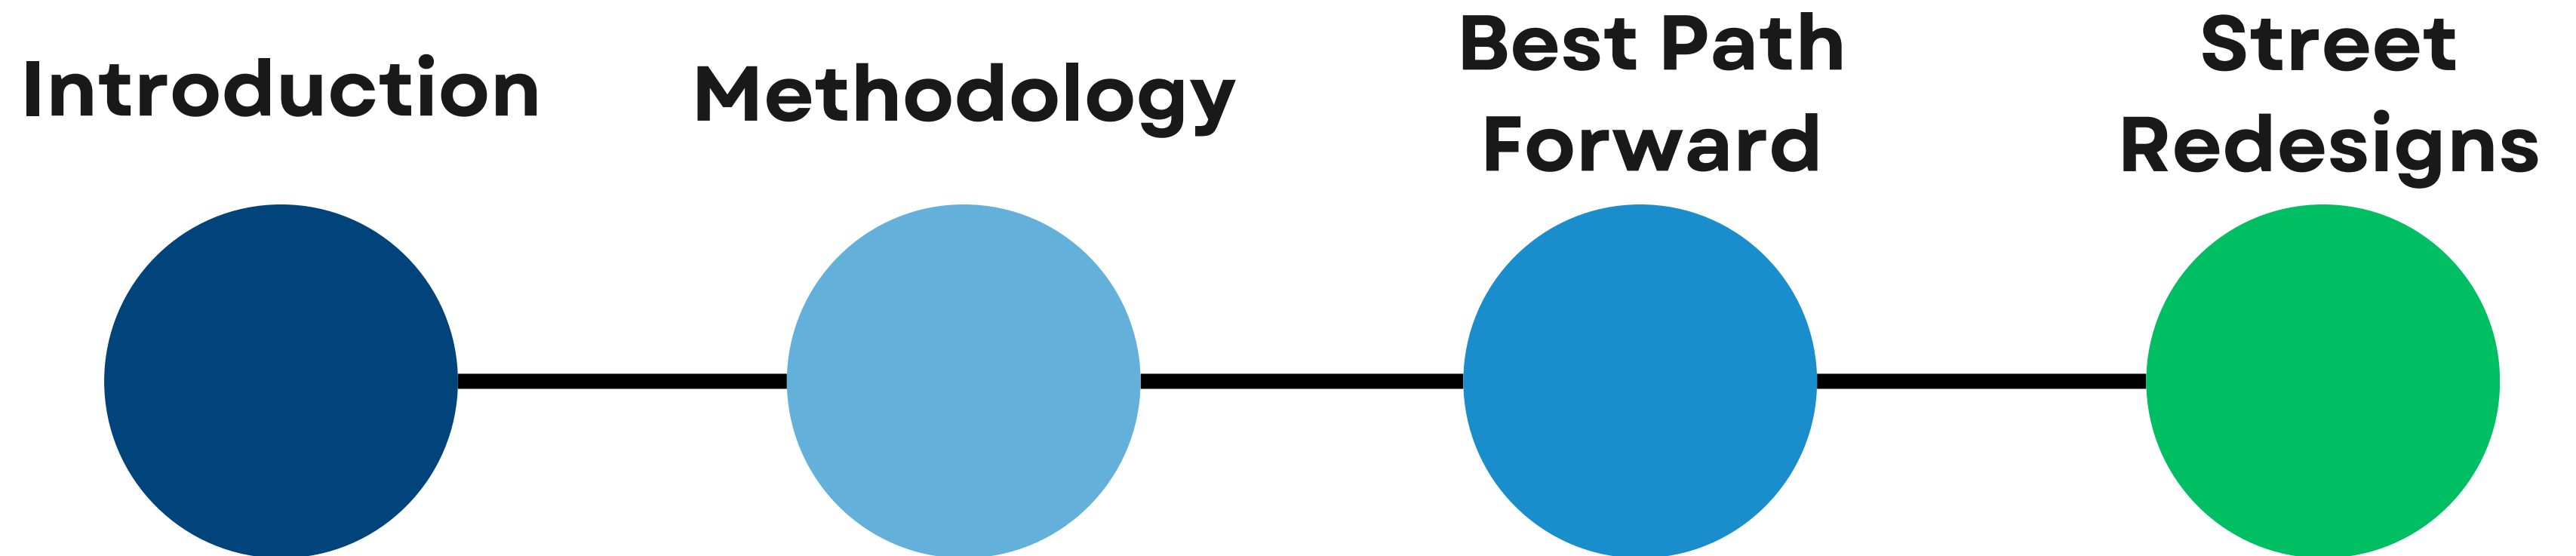 Introduction
Methodology
Best Path
Forward
Street
Redesigns